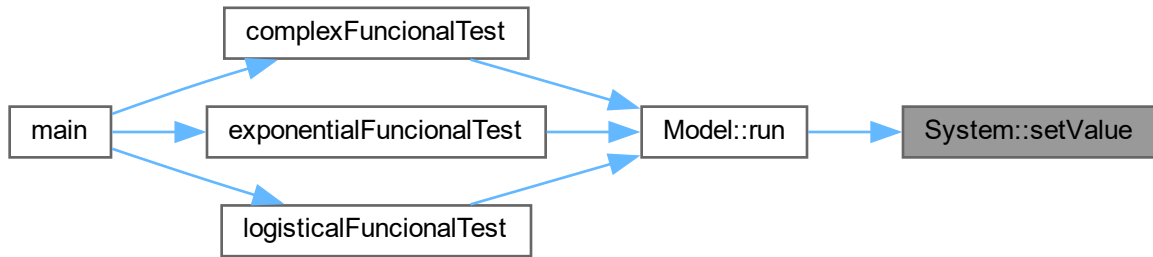 complexFuncionalTest
main
exponentialFuncionalTest
Model::run
System::setValue
logisticalFuncionalTest